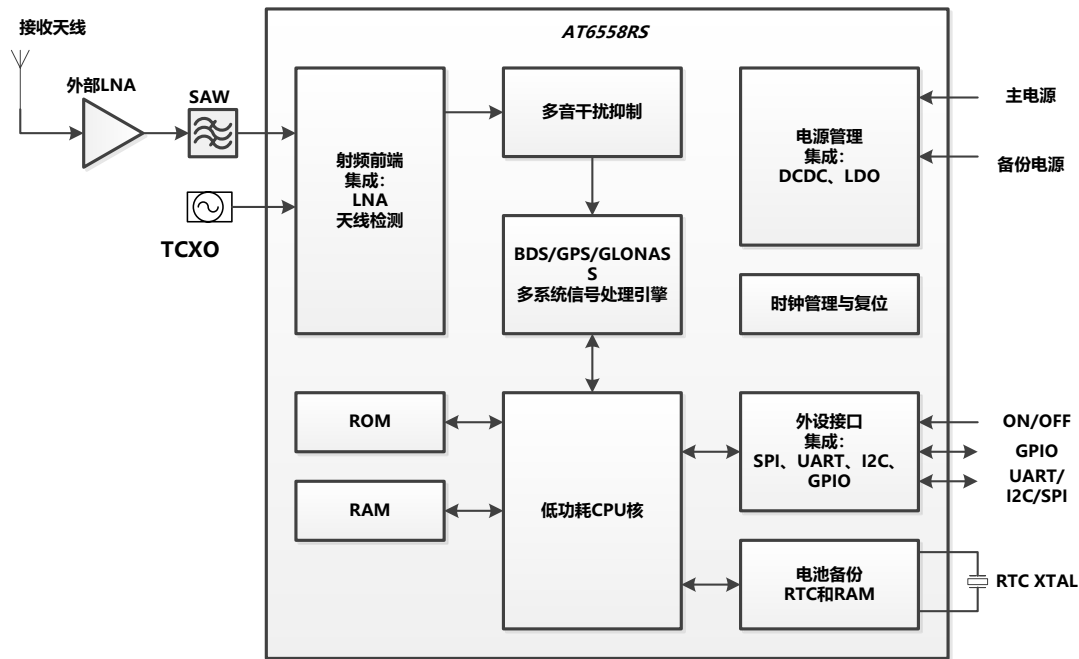 接收天线
AT6558RS
外部LNA
SAW
TCXO
射频前端
集成：
LNA
天线检测
多音干扰抑制
电源管理
集成：
DCDC、LDO
主电源
备份电源
BDS/GPS/GLONAS
S
多系统信号处理引擎
时钟管理与复位
ROM
RAM
低功耗CPU核
外设接口
集成：
SPI、UART、I2C、
GPIO
ON/OFF
GPIO
UART/
I2C/SPI
电池备份
RTC和RAM
RTC XTAL